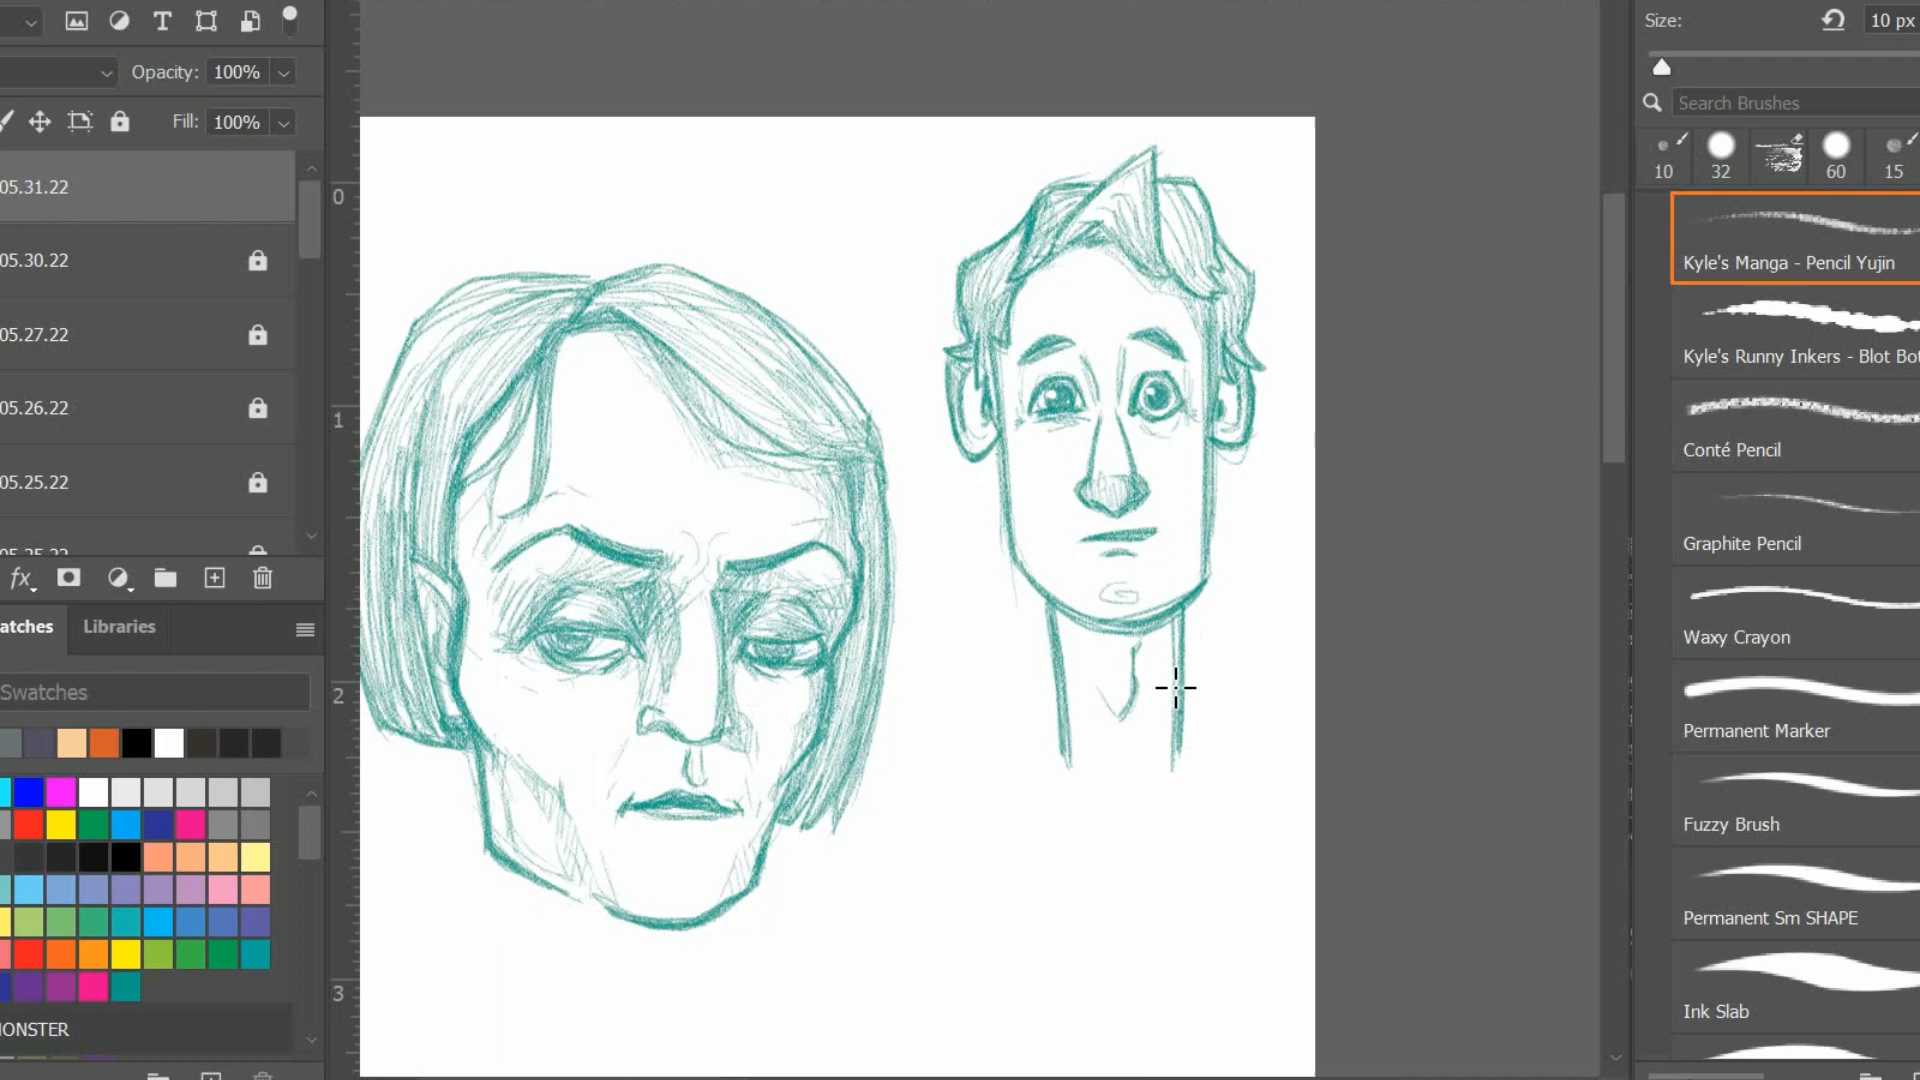 Size:
10 px
Opacity: 100%
Search Brushes
Fill: 100%
10 32 60 15
05.31.22
05.30.22
05.27.22
05.26.22
05.25.22
Kyle's Manga - Pencil Yujin
Kyle's Runny Inkers - Blot Bot
Conté Pencil
Graphite Pencil
Waxy Crayon
Permanent Marker
Fuzzy Brush
Permanent Sm SHAPE
Ink Slab
0
1
2
3
fx
atches Libraries
Swatches
ONSTER